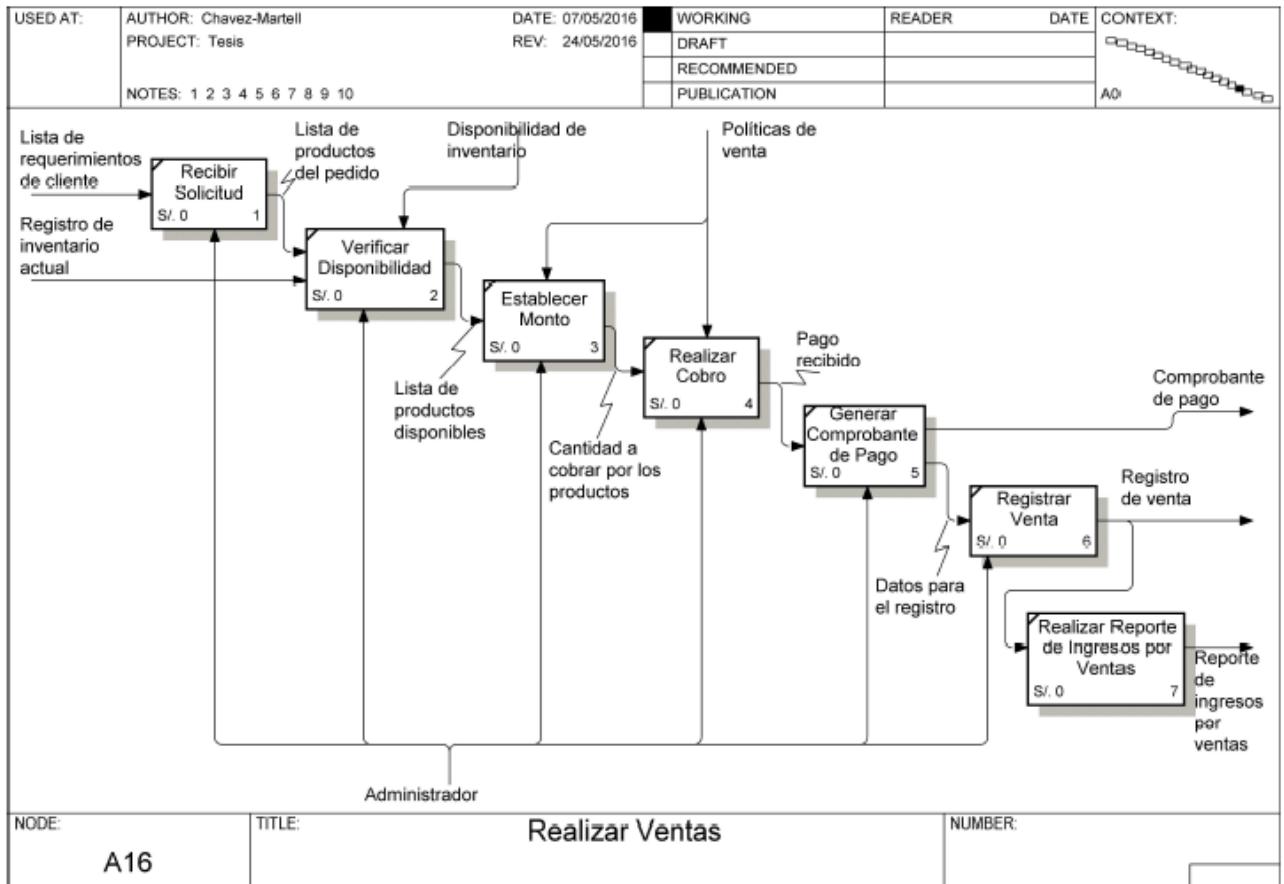 USED AT:
AUTHOR: Chavez-Martell
DATE: 07/05/2016
PROJECT: Tesis
REV: 24/05/2016
NOTES: 1 2 3 4 5 6 7 8 9 10
WORKING
DRAFT
RECOMMENDED
PUBLICATION
READER
DATE
CONTEXT:
A0
Lista de
requerimientos
de cliente
Registro de
inventario
actual
Recibir
Solicitud
S/. 0 1
Lista de
productos
del pedido
Disponibilidad de
inventario
Políticas de
venta
Verificar
Disponibilidad
S/. 0 2
Establecer
Monto
S/. 0 3
Lista de
productos
disponibles
Realizar
Cobro
S/. 0 4
Cantidad a
cobrar por los
productos
Pago
recibido
Generar
Comprobante
de Pago
S/. 0 5
Comprobante
de pago
Registrar
Venta
S/. 0 6
Registro
de venta
Datos para
el registro
Realizar Reporte
de Ingresos por
Ventas
S/. 0 7
Reporte
de
ingresos
por
ventas
Administrador
NODE:
A16
TITLE:
Realizar Ventas
NUMBER: